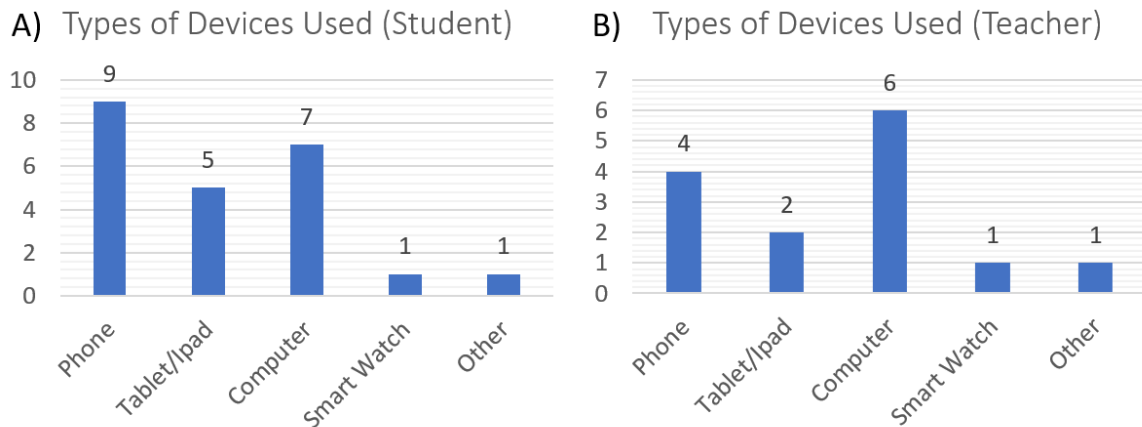 A) Types of Devices Used (Student)
10
8
6
4
2
0
9
5
7
1
1
Phone
Tablet/Ipad
Computer
Smart Watch
Other
B) Types of Devices Used (Teacher)
7
6
5
4
3
2
1
0
4
2
6
1
1
Phone
Tablet/Ipad
Computer
Smart Watch
Other